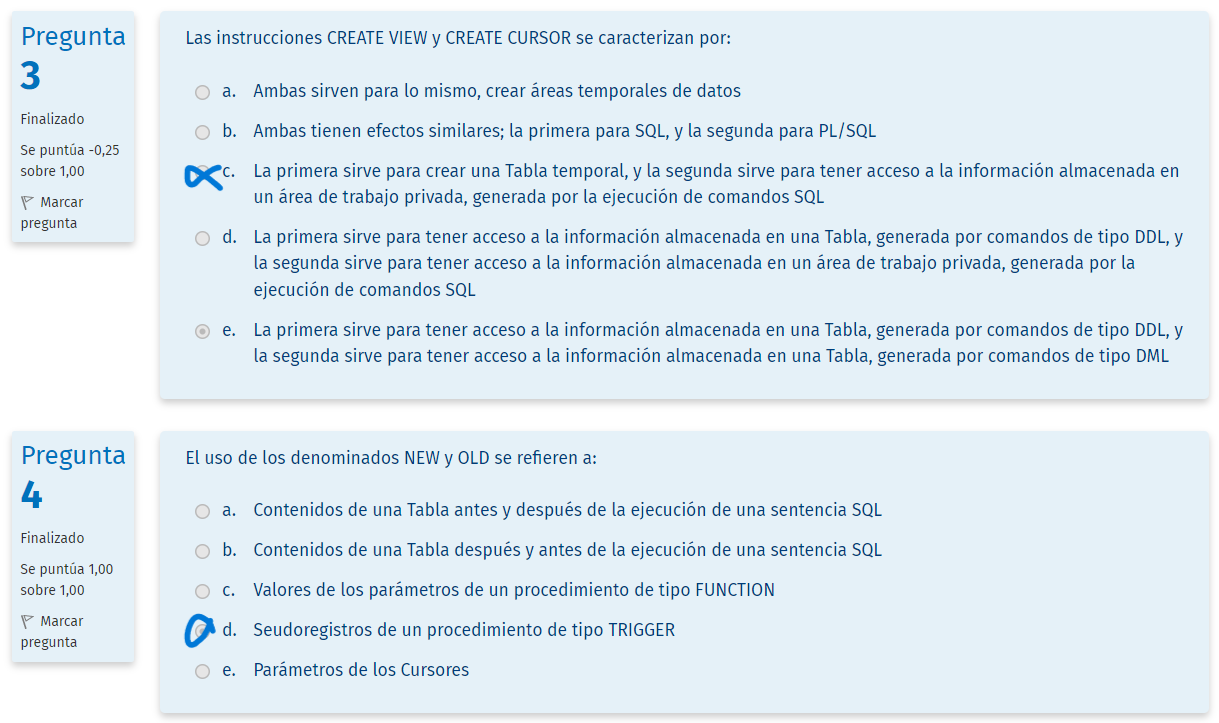 Pregunta
3
Finalizado
Se puntúa -0,25
sobre 1,00
Marcar
pregunta
Las instrucciones CREATE VIEW y CREATE CURSOR se caracterizan por:
a. Ambas sirven para lo mismo, crear áreas temporales de datos
b. Ambas tienen efectos similares; la primera para SQL, y la segunda para PL/SQL
c. La primera sirve para crear una Tabla temporal, y la segunda sirve para tener acceso a la información almacenada en
un área de trabajo privada, generada por la ejecución de comandos SQL
d. La primera sirve para tener acceso a la información almacenada en una Tabla, generada por comandos de tipo DDL, y
la segunda sirve para tener acceso a la información almacenada en un área de trabajo privada, generada por la
ejecución de comandos SQL
e. La primera sirve para tener acceso a la información almacenada en una Tabla, generada por comandos de tipo DDL, y
la segunda sirve para tener acceso a la información almacenada en una Tabla, generada por comandos de tipo DML
Pregunta
4
Finalizado
Se puntúa 1,00
sobre 1,00
Marcar
pregunta
El uso de los denominados NEW y OLD se refieren a:
a. Contenidos de una Tabla antes y después de la ejecución de una sentencia SQL
b. Contenidos de una Tabla después y antes de la ejecución de una sentencia SQL
c. Valores de los parámetros de un procedimiento de tipo FUNCTION
d. Seudoregistros de un procedimiento de tipo TRIGGER
e. Parámetros de los Cursores